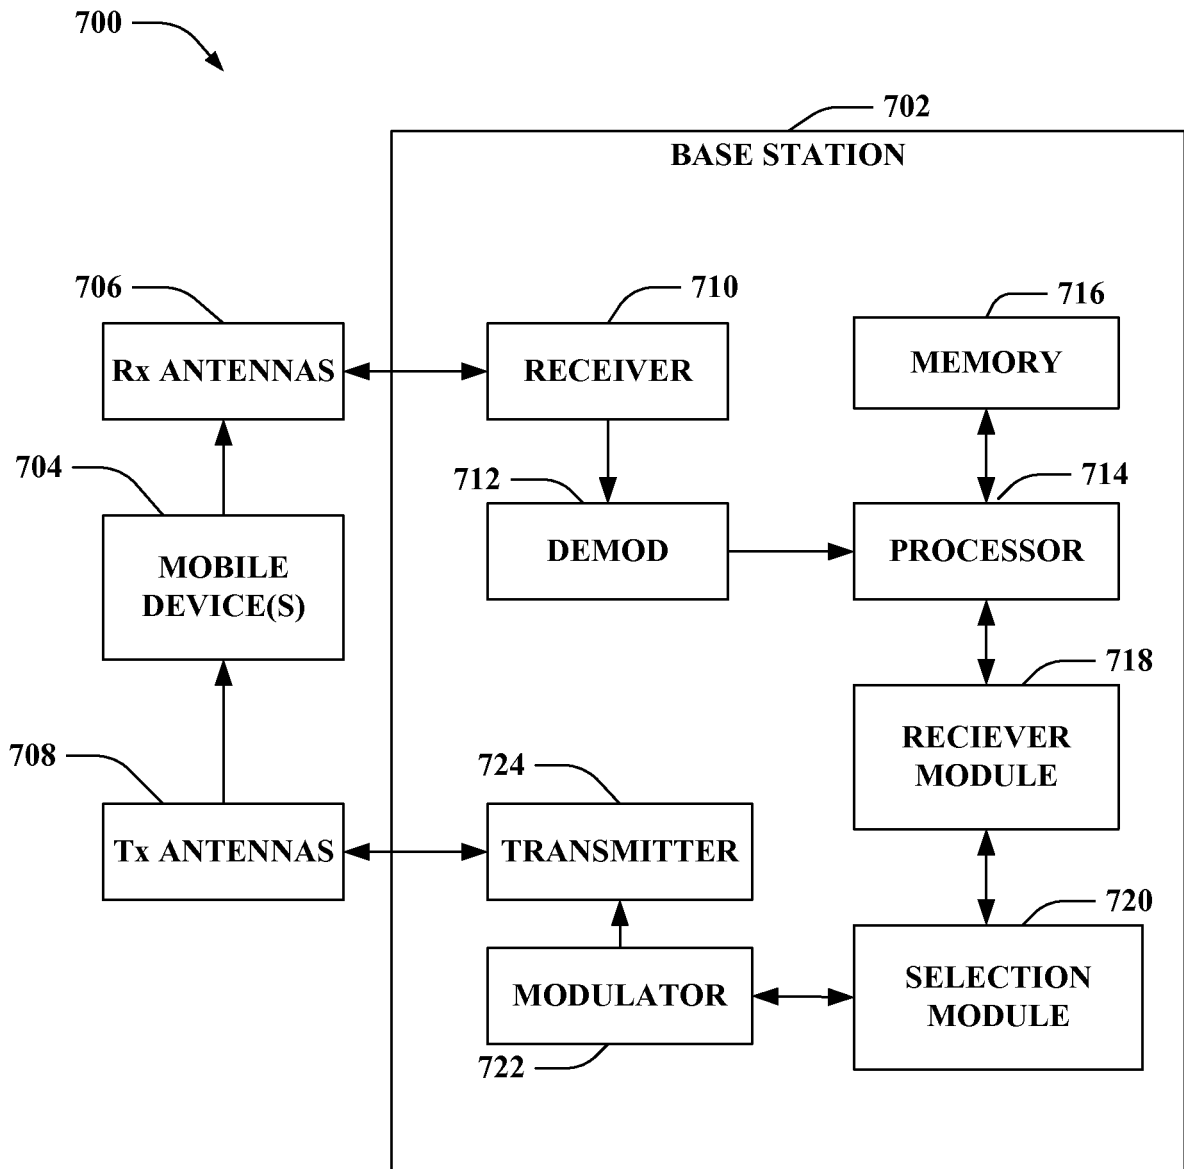 700
702
BASE STATION
706
710
716
Rx ANTENNAS
RECEIVER
MEMORY
704
712
714
MOBILE
DEVICE(S)
DEMOD
PROCESSOR
718
RECIEVER
MODULE
708
724
Tx ANTENNAS
TRANSMITTER
720
MODULATOR
SELECTION
MODULE
722